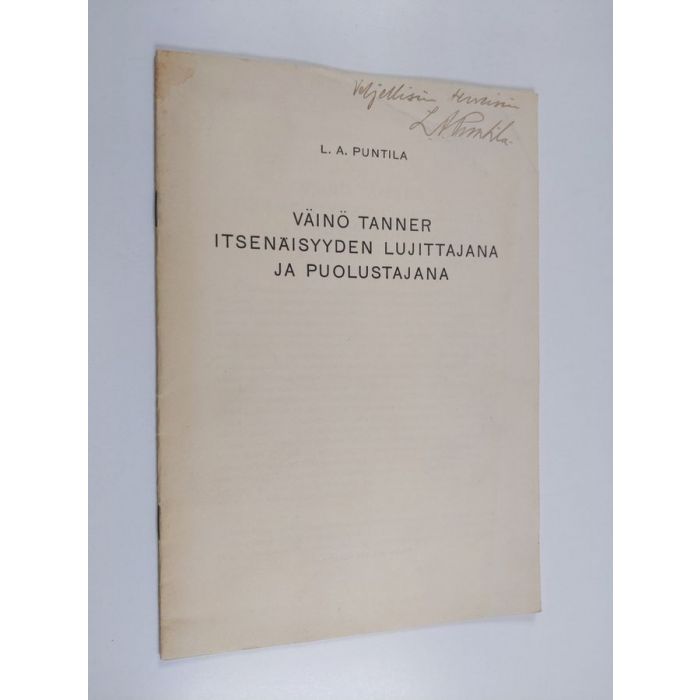 Veljellisin terveisin
L. A. Puntila
L. A. PUNTILA
VÄINÖ TANNER
ITSENÄISYYDEN LUJITTAJANA
JA PUOLUSTAJANA